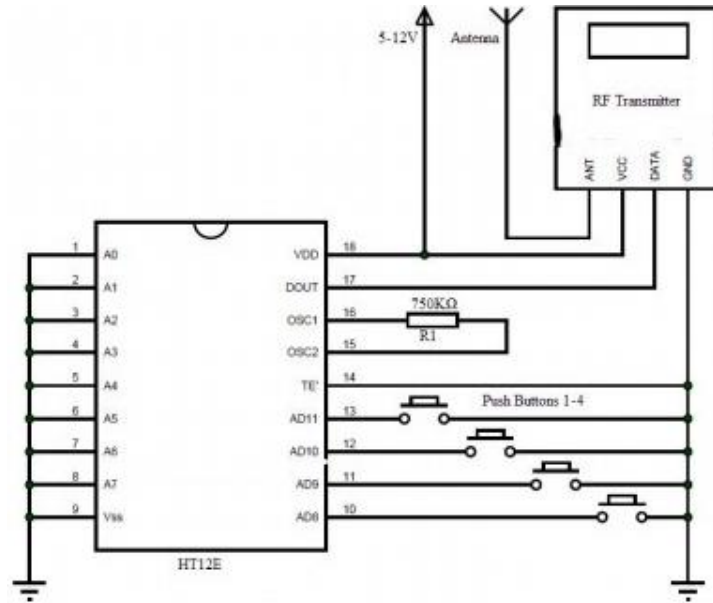 5-12V
Antenna
RF Transmitter
ANT
VCC
DATA
GND
1 A0 VDD 18
2 A1 DOUT 17
750KΩ
3 A2 OSC1 16
R1
4 A3 OSC2 15
5 A4 TE' 14
Push Buttons 1-4
6 A5 AD11 13
7 A6 AD10 12
8 A7 AD9 11
9 Vss AD8 10
HT12E